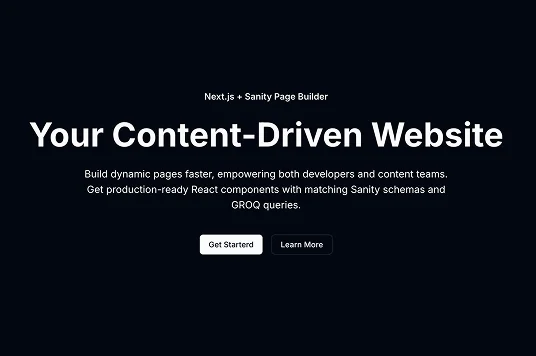 Next.js + Sanity Page Builder
Your Content-Driven Website
Build dynamic pages faster, empowering both developers and content teams.
Get production-ready React components with matching Sanity schemas and
GROQ queries.
Get Starterd
Learn More